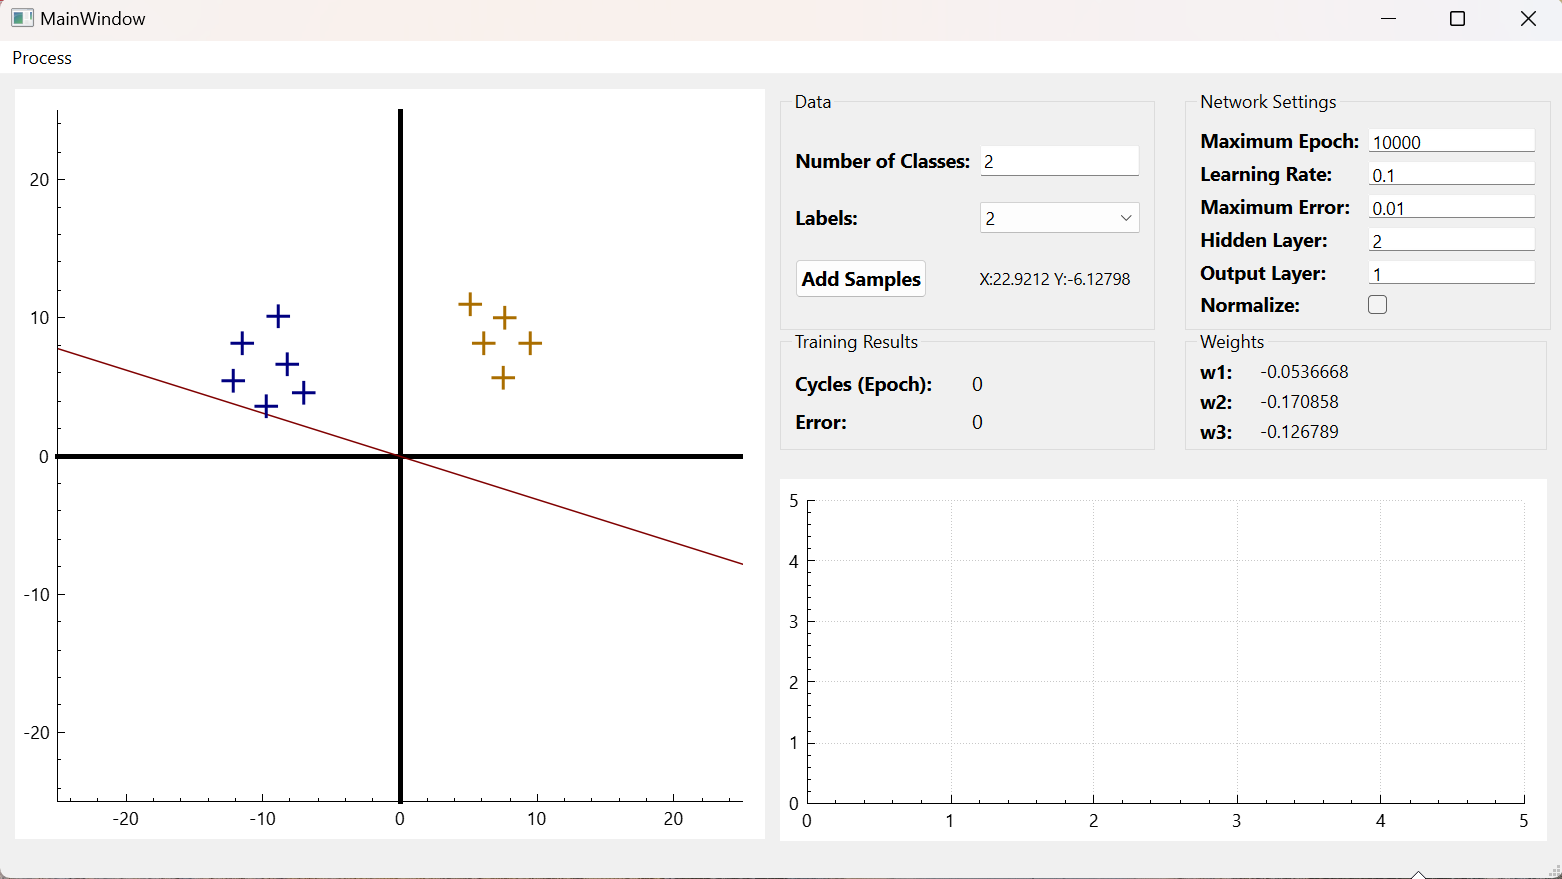 MainWindow
Process
20
10
0
-10
-20
-20
-10
0
10
20
Data
Number of Classes: 2
Labels: 2
Add Samples X:22.9212 Y:-6.12798
Training Results
Cycles (Epoch): 0
Error: 0
Network Settings
Maximum Epoch: 10000
Learning Rate: 0.1
Maximum Error: 0.01
Hidden Layer: 2
Output Layer: 1
Normalize:
Weights
w1: -0.0536668
w2: -0.170858
w3: -0.126789
5
4
3
2
1
0
0
1
2
3
4
5